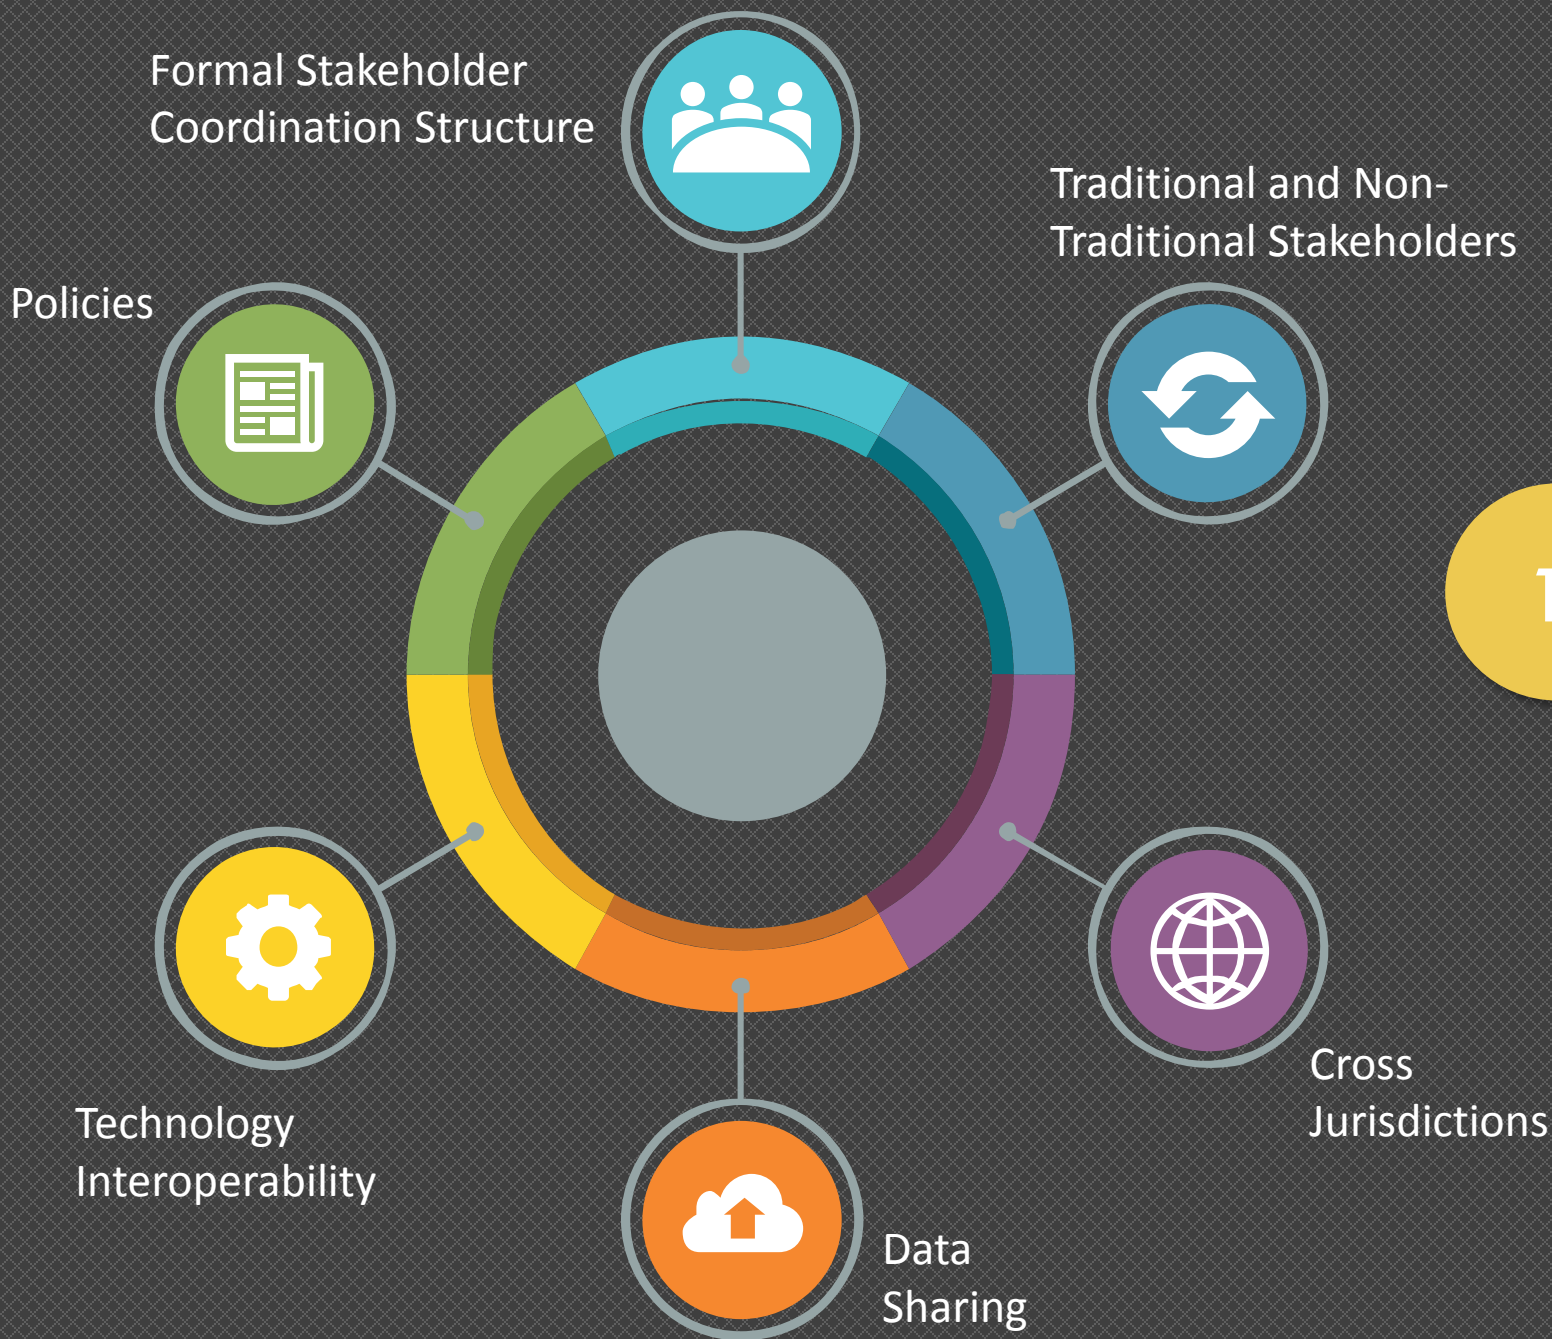 Formal Stakeholder
Coordination Structure
Traditional and Non-
Traditional Stakeholders
Policies
Cross
Jurisdictions
Technology
Interoperability
Data
Sharing